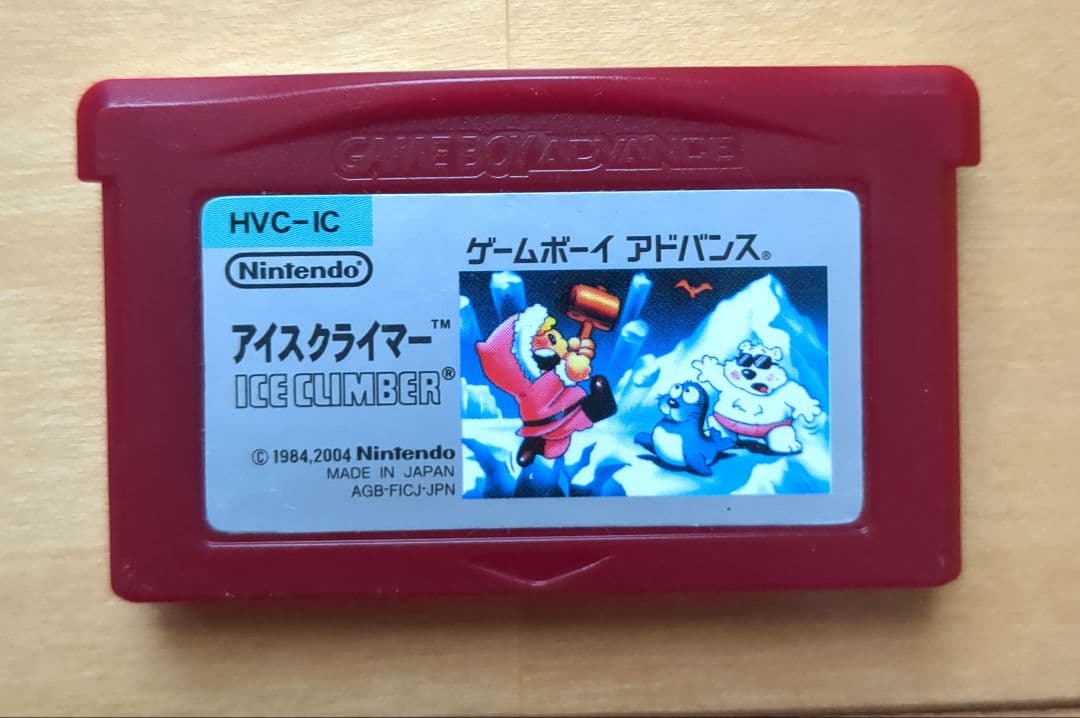 GAME BOY ADVANCE
HVC-IC
Nintendo®
ゲームボーイ アドバンス®
アイスクライマー™
ICE CLIMBER®
© 1984,2004 Nintendo
MADE IN JAPAN
AGB-FICJ-JPN